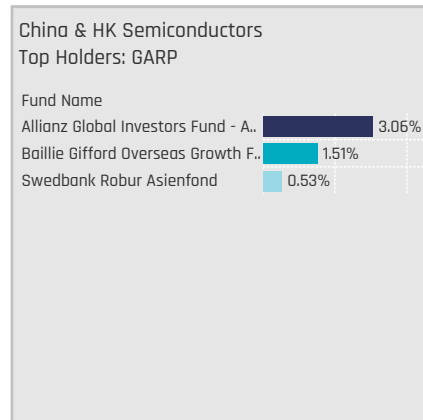 China & HK Semiconductors
Top Holders: GARP
Fund Name
Allianz Global Investors Fund - A.. 3.06%
Baillie Gifford Overseas Growth F.. 1.51%
Swedbank Robur Asienfond 0.53%